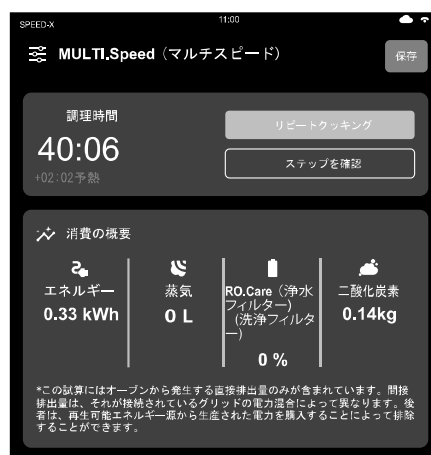 SPEED-X
11:00
MULTI.Speed（マルチスピード）
保存
調理時間
リピートクッキング
40:06
+02:02予熱
ステップを確認
消費の概要
エネルギー
0.33 kWh
蒸気
0 L
RO.Care（浄水
フィルター）
（洗浄フィルタ
ー）
0 %
二酸化炭素
0.14kg
*この試算にはオーブンから発生する直接排出量のみが含まれています。間接
排出量は、それが接続されているグリッドの電力混合によって異なります。後
者は、再生可能エネルギー源から生産された電力を購入することによって排除
することができます。